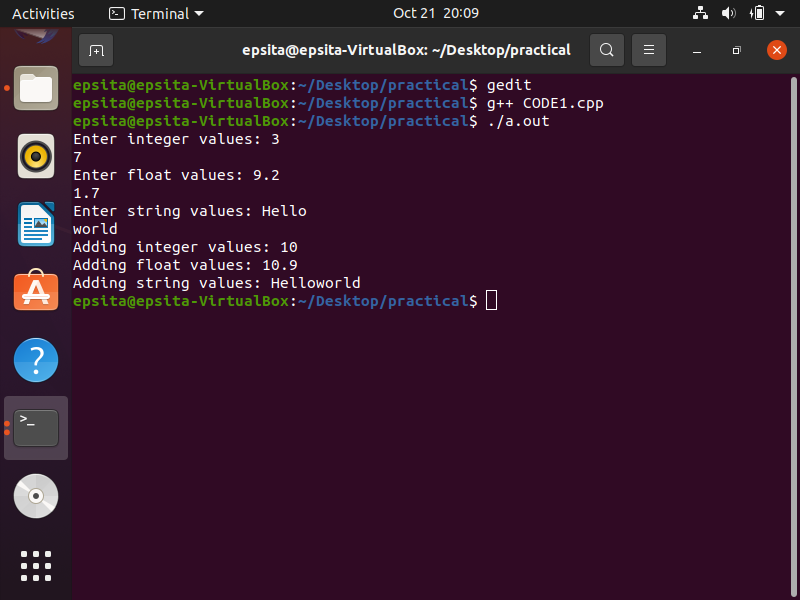 Activities Terminal Oct 21 20:09
epsita@epsita-VirtualBox: ~/Desktop/practical
epsita@epsita-VirtualBox:~/Desktop/practical$ gedit
epsita@epsita-VirtualBox:~/Desktop/practical$ g++ CODE1.cpp
epsita@epsita-VirtualBox:~/Desktop/practical$ ./a.out
Enter integer values: 3
7
Enter float values: 9.2
1.7
Enter string values: Hello
world
Adding integer values: 10
Adding float values: 10.9
Adding string values: Helloworld
epsita@epsita-VirtualBox:~/Desktop/practical$